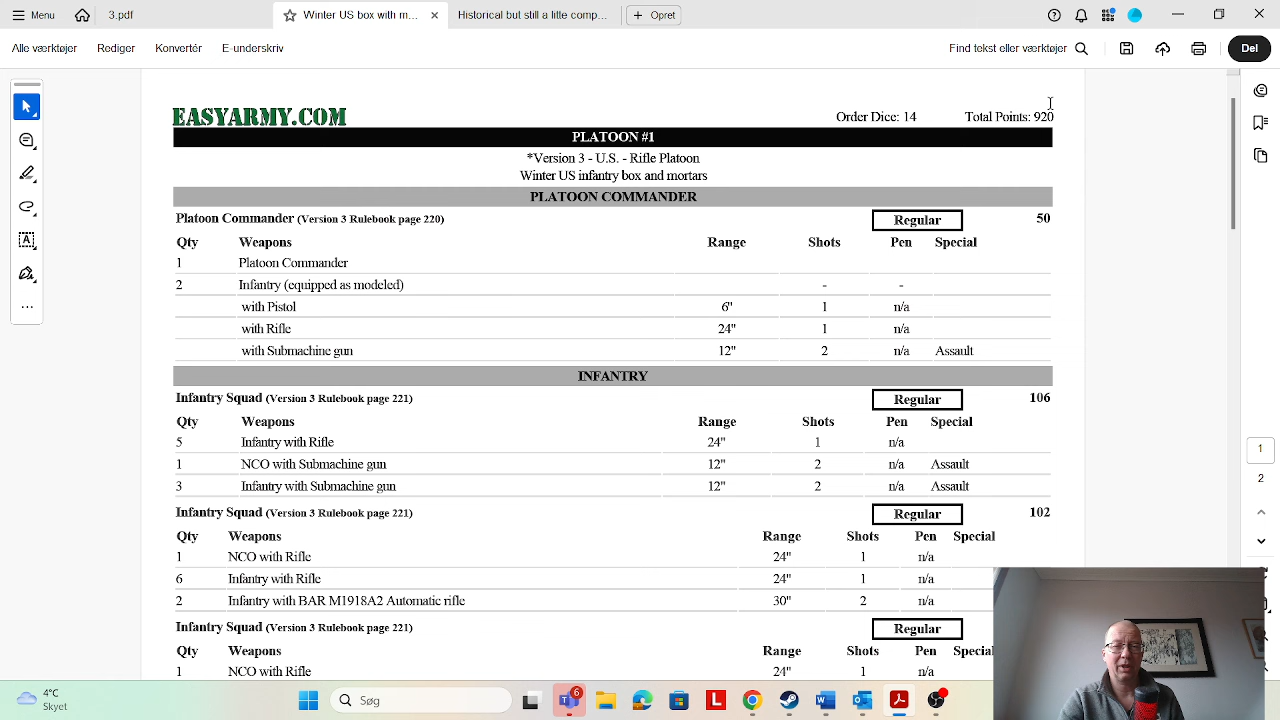 Menu
3.pdf
Winter US box with m...
Historical but still a litte comp...
Opret
Alle værktøjer
Rediger
Konvertér
E-underskriv
Find tekst eller værktøjer
Del
EASYARMY.COM
Order Dice: 14
Total Points: 920
PLATOON #1
*Version 3 - U.S. - Rifle Platoon
Winter US infantry box and mortars
PLATOON COMMANDER
Platoon Commander (Version 3 Rulebook page 220) Regular 50
Qty Weapons Range Shots Pen Special
1 Platoon Commander
2 Infantry (equipped as modeled) - -
with Pistol 6" 1 n/a
with Rifle 24" 1 n/a
with Submachine gun 12" 2 n/a Assault
INFANTRY
Infantry Squad (Version 3 Rulebook page 221) Regular 106
Qty Weapons Range Shots Pen Special
5 Infantry with Rifle 24" 1 n/a
1 NCO with Submachine gun 12" 2 n/a Assault
3 Infantry with Submachine gun 12" 2 n/a Assault
Infantry Squad (Version 3 Rulebook page 221) Regular 102
Qty Weapons Range Shots Pen Special
1 NCO with Rifle 24" 1 n/a
6 Infantry with Rifle 24" 1 n/a
2 Infantry with BAR M1918A2 Automatic rifle 30" 2 n/a
Infantry Squad (Version 3 Rulebook page 221) Regular
Qty Weapons Range Shots Pen Special
1 NCO with Rifle 24" 1 n/a
1
2
4°C
Skyet
Søg
6